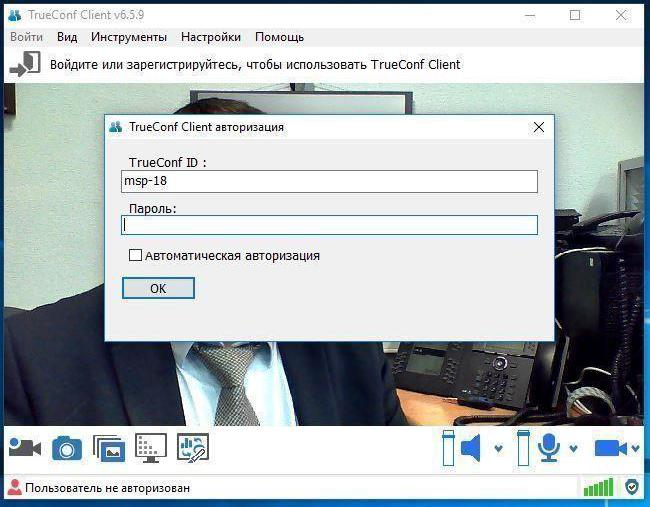 TrueConf Client v6.5.9
Войти Вид Инструменты Настройки Помощь
Войдите или зарегистрируйтесь, чтобы использовать TrueConf Client
TrueConf Client авторизация
TrueConf ID :
msp-18
Пароль:
Автоматическая авторизация
OK
Пользователь не авторизован